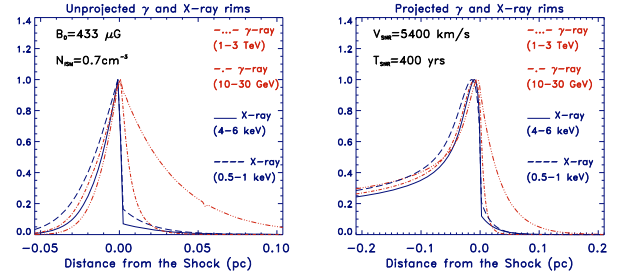 Unprojected γ and X-ray rims
B_D=433 μG
N_ISM=0.7cm^-3
γ-ray
(1-3 TeV)
γ-ray
(10-30 GeV)
X-ray
(4-6 keV)
X-ray
(0.5-1 keV)
1.4
1.2
1.0
0.8
0.6
0.4
0.2
0.0
-0.05 0.00 0.05 0.10
Distance from the Shock (pc)
Projected γ and X-ray rims
V_SHK=5400 km/s
T_SNR=400 yrs
γ-ray
(1-3 TeV)
γ-ray
(10-30 GeV)
X-ray
(4-6 keV)
X-ray
(0.5-1 keV)
1.4
1.2
1.0
0.8
0.6
0.4
0.2
0.0
-0.2 -0.1 0.0 0.1 0.2
Distance from the Shock (pc)